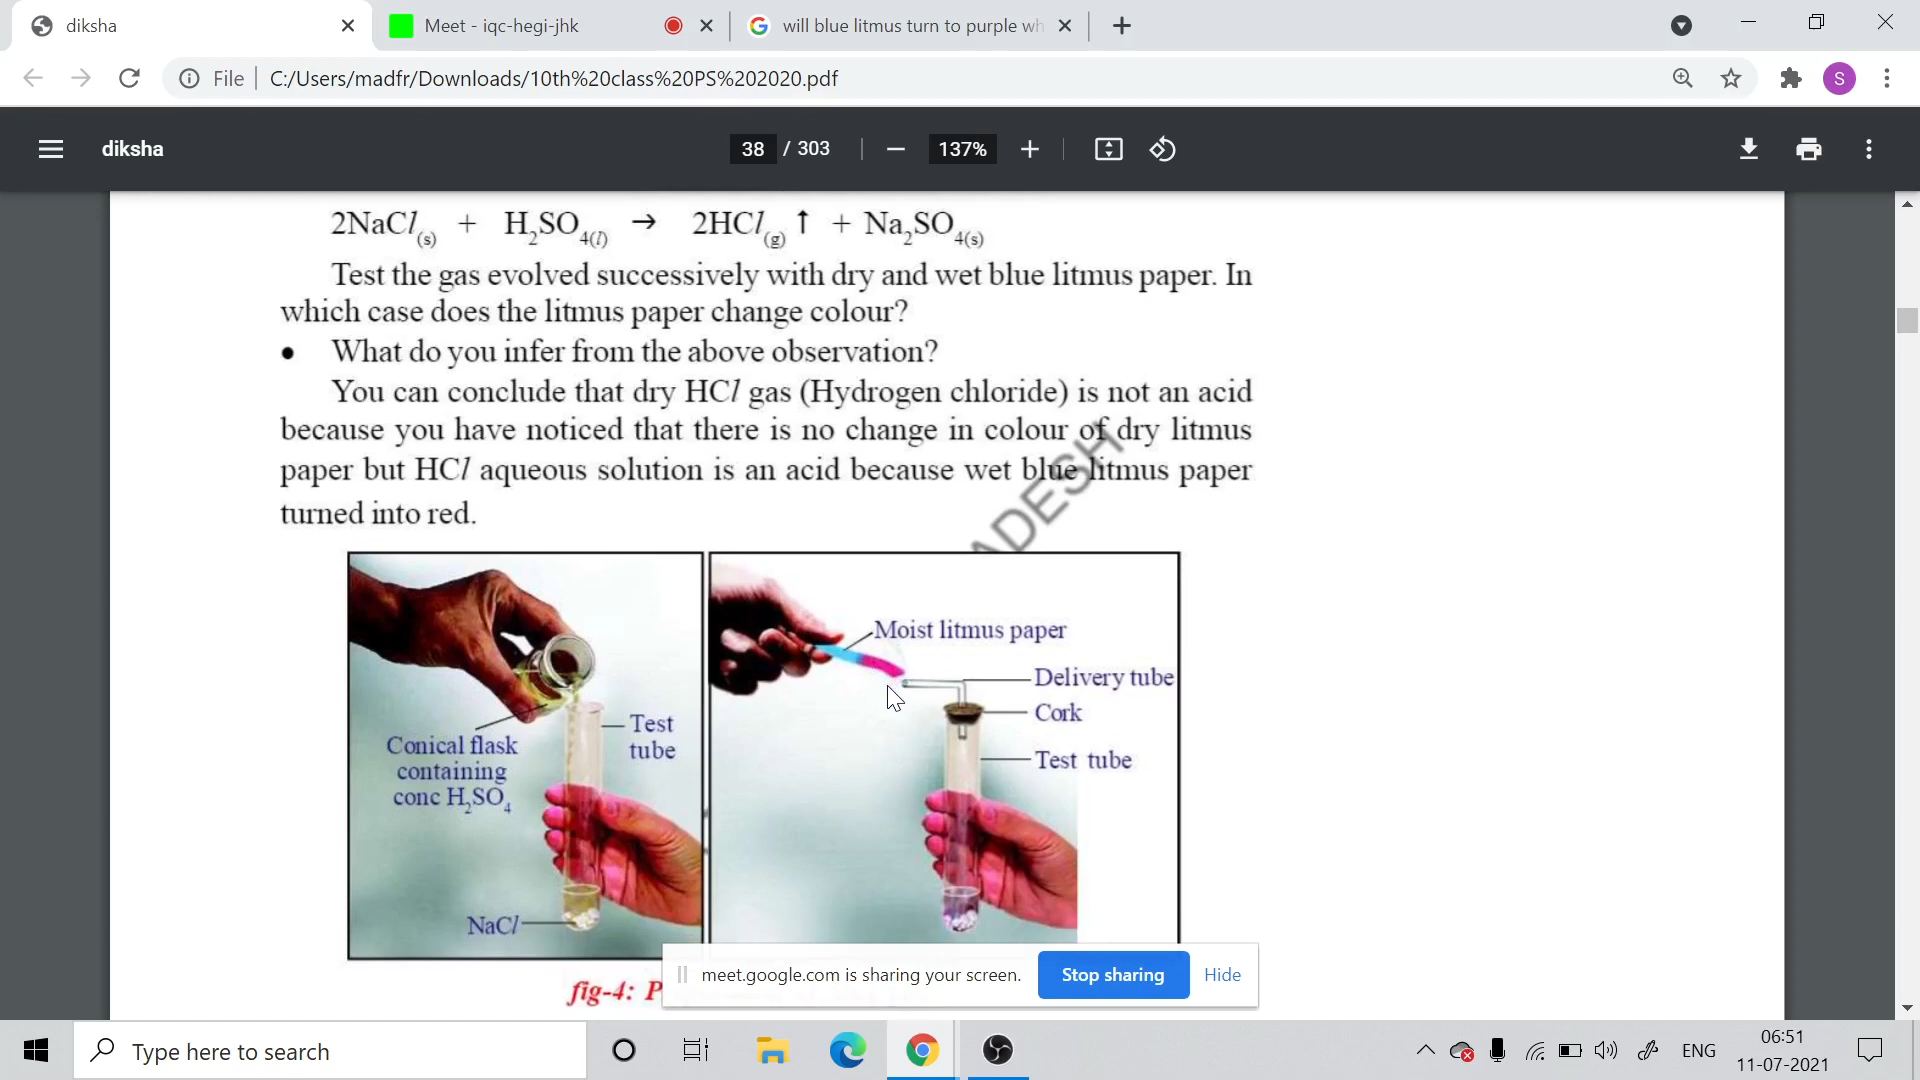 diksha
Meet - iqc-hegi-jhk
will blue litmus turn to purple wh
File
C:/Users/madfr/Downloads/10th%20class%20PS%202020.pdf
S
diksha
38 / 303
137%
2NaCl(s) + H2SO4(l) → 2HCl(g) ↑ + Na2SO4(s)
Test the gas evolved successively with dry and wet blue litmus paper. In
which case does the litmus paper change colour?
• What do you infer from the above observation?
You can conclude that dry HCl gas (Hydrogen chloride) is not an acid
because you have noticed that there is no change in colour of dry litmus
paper but HCl aqueous solution is an acid because wet blue litmus paper
turned into red.
ADESH
Conical flask
containing
conc H2SO4
Test
tube
NaCl
Moist litmus paper
Delivery tube
Cork
Test tube
fig-4: P
meet.google.com is sharing your screen.
Stop sharing
Hide
Type here to search
ENG
06:51
11-07-2021